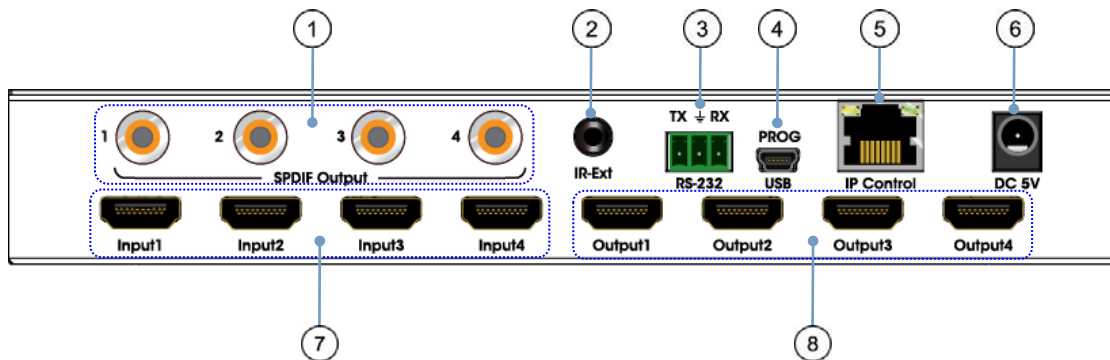 1 2 3 4 5 6
TX ⏚ RX
1 2 3 4 PROG
IR-Ext
SPDIF Output RS-232 USB IP Control DC 5V
Input1 Input2 Input3 Input4 Output1 Output2 Output3 Output4
7 8